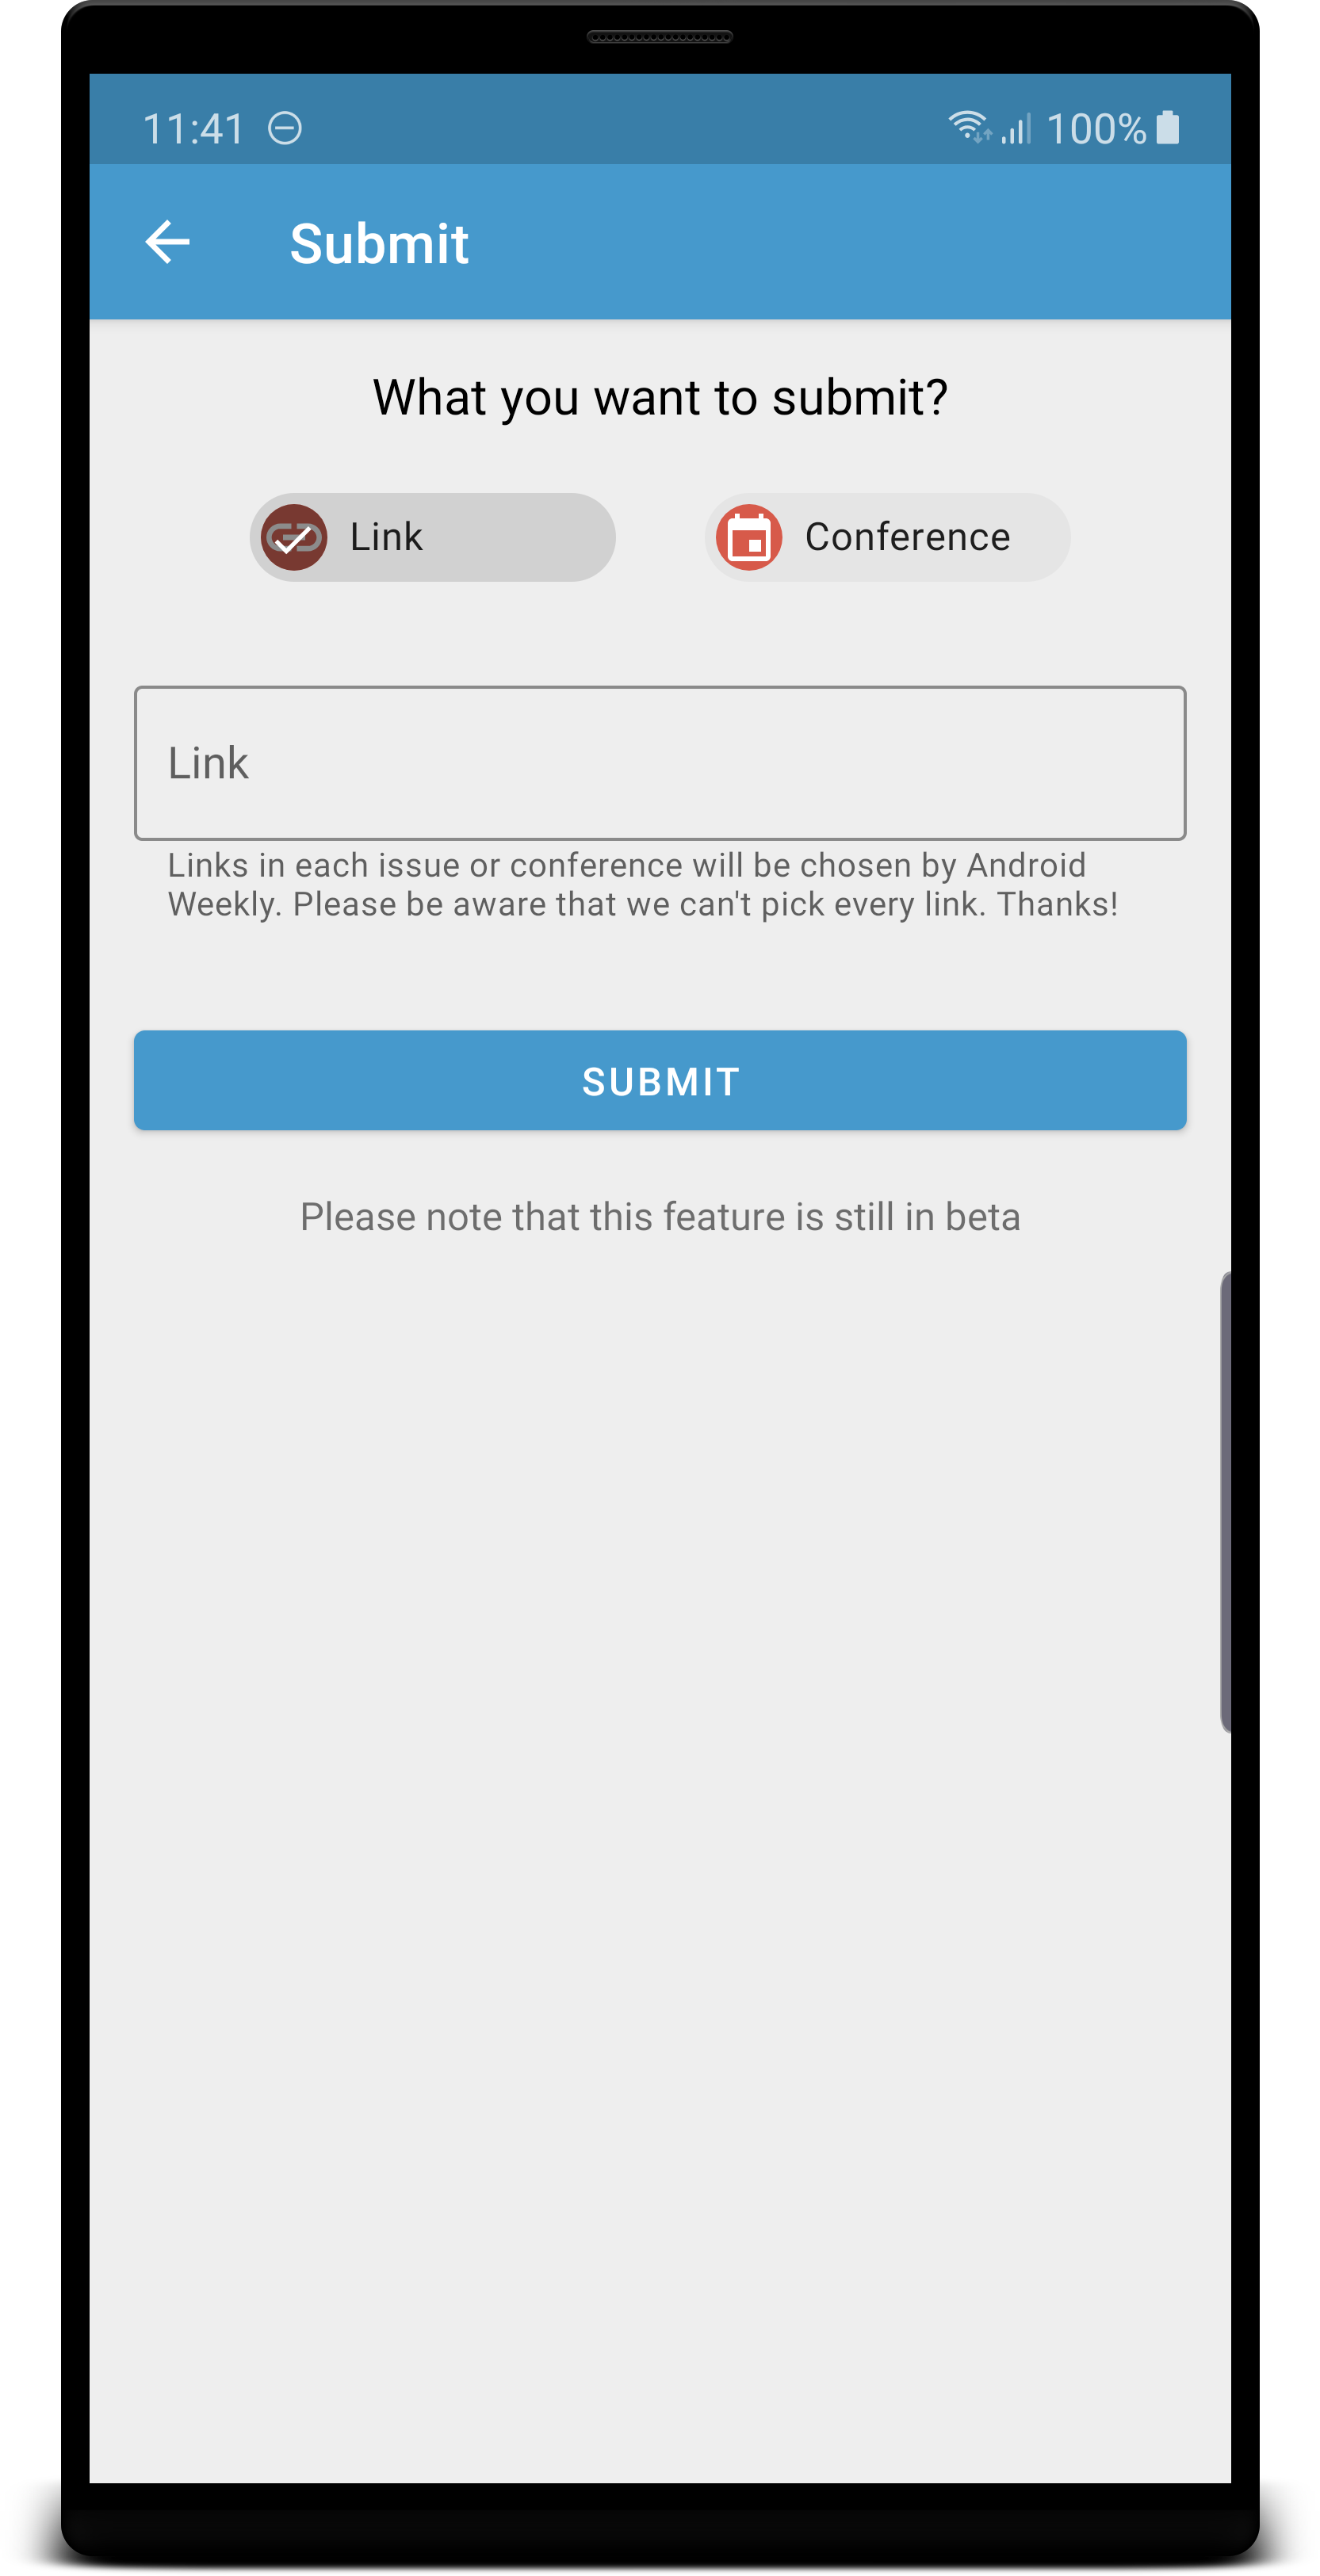 11:41 100%
Submit
What you want to submit?
Link Conference
Link
Links in each issue or conference will be chosen by Android
Weekly. Please be aware that we can't pick every link. Thanks!
SUBMIT
Please note that this feature is still in beta